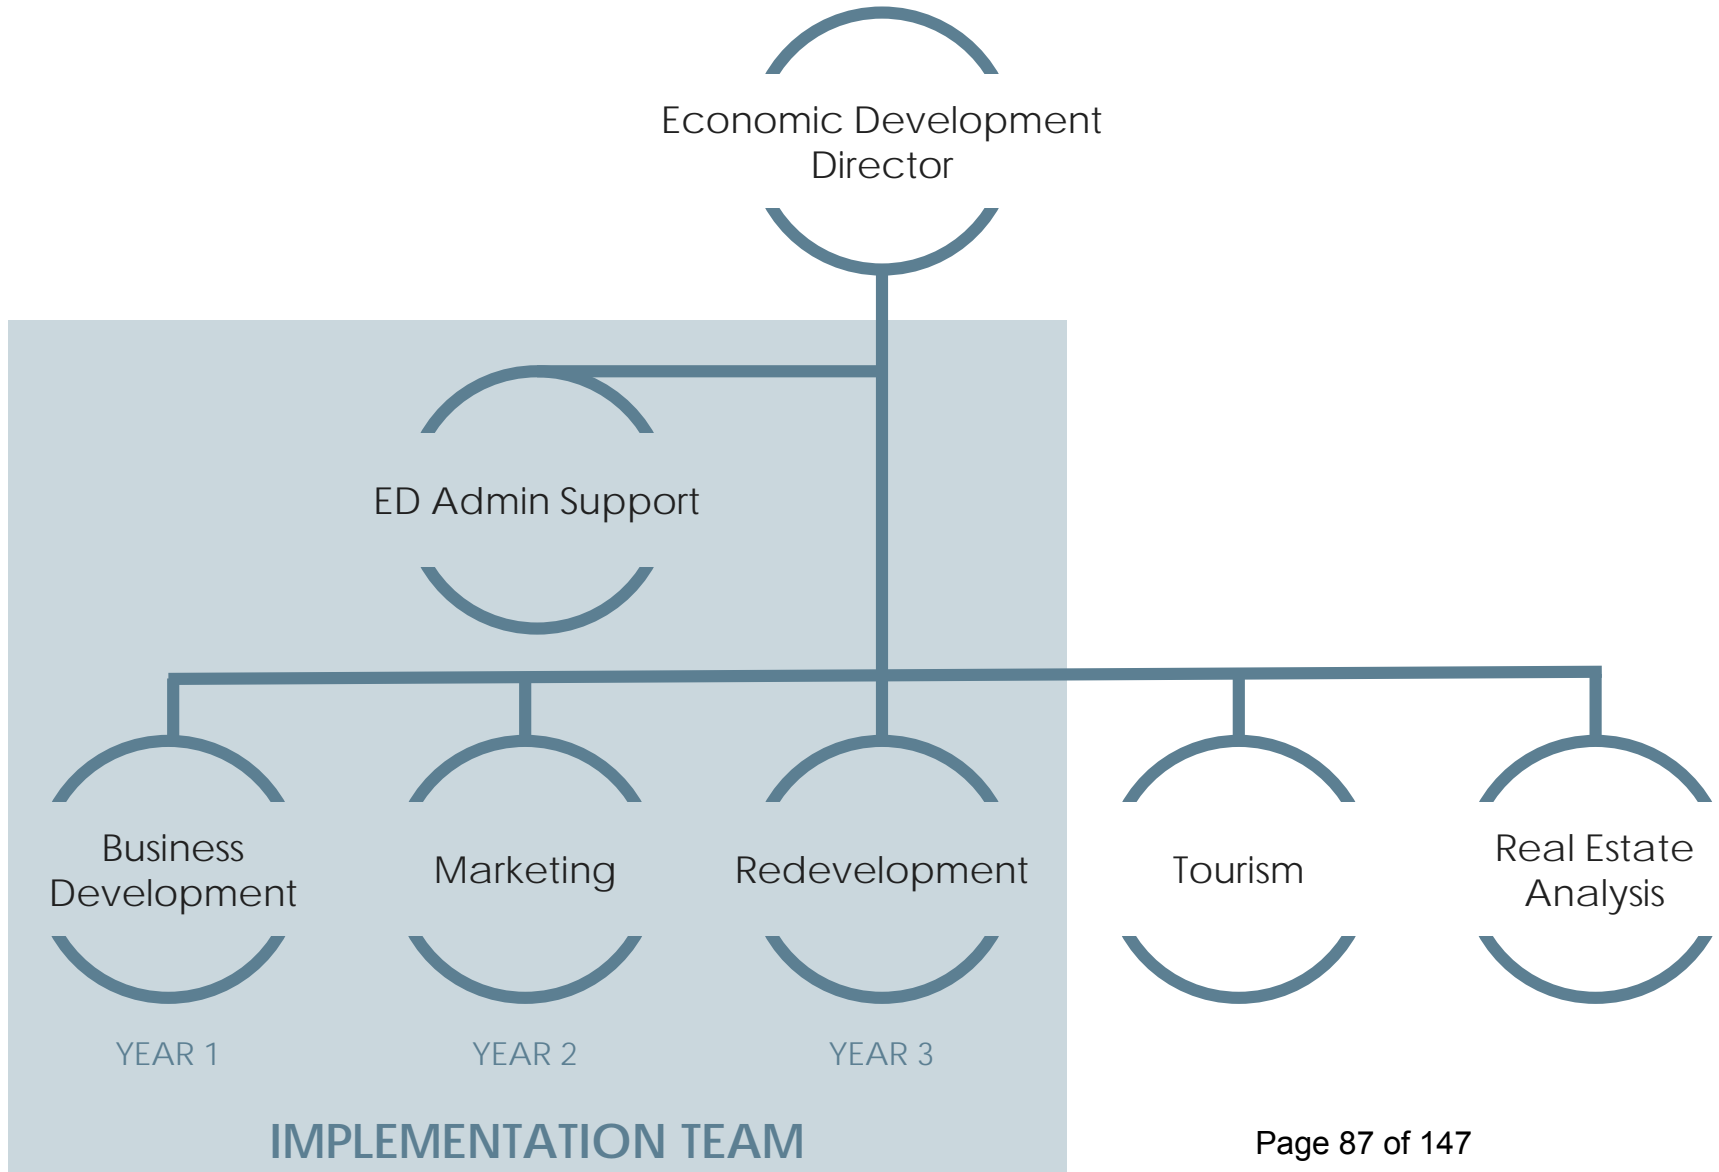 Economic Development
Director
ED Admin Support
Business
Development
Marketing
Redevelopment
Tourism
Real Estate
Analysis
YEAR 1
YEAR 2
YEAR 3
IMPLEMENTATION TEAM
Page 87 of 147